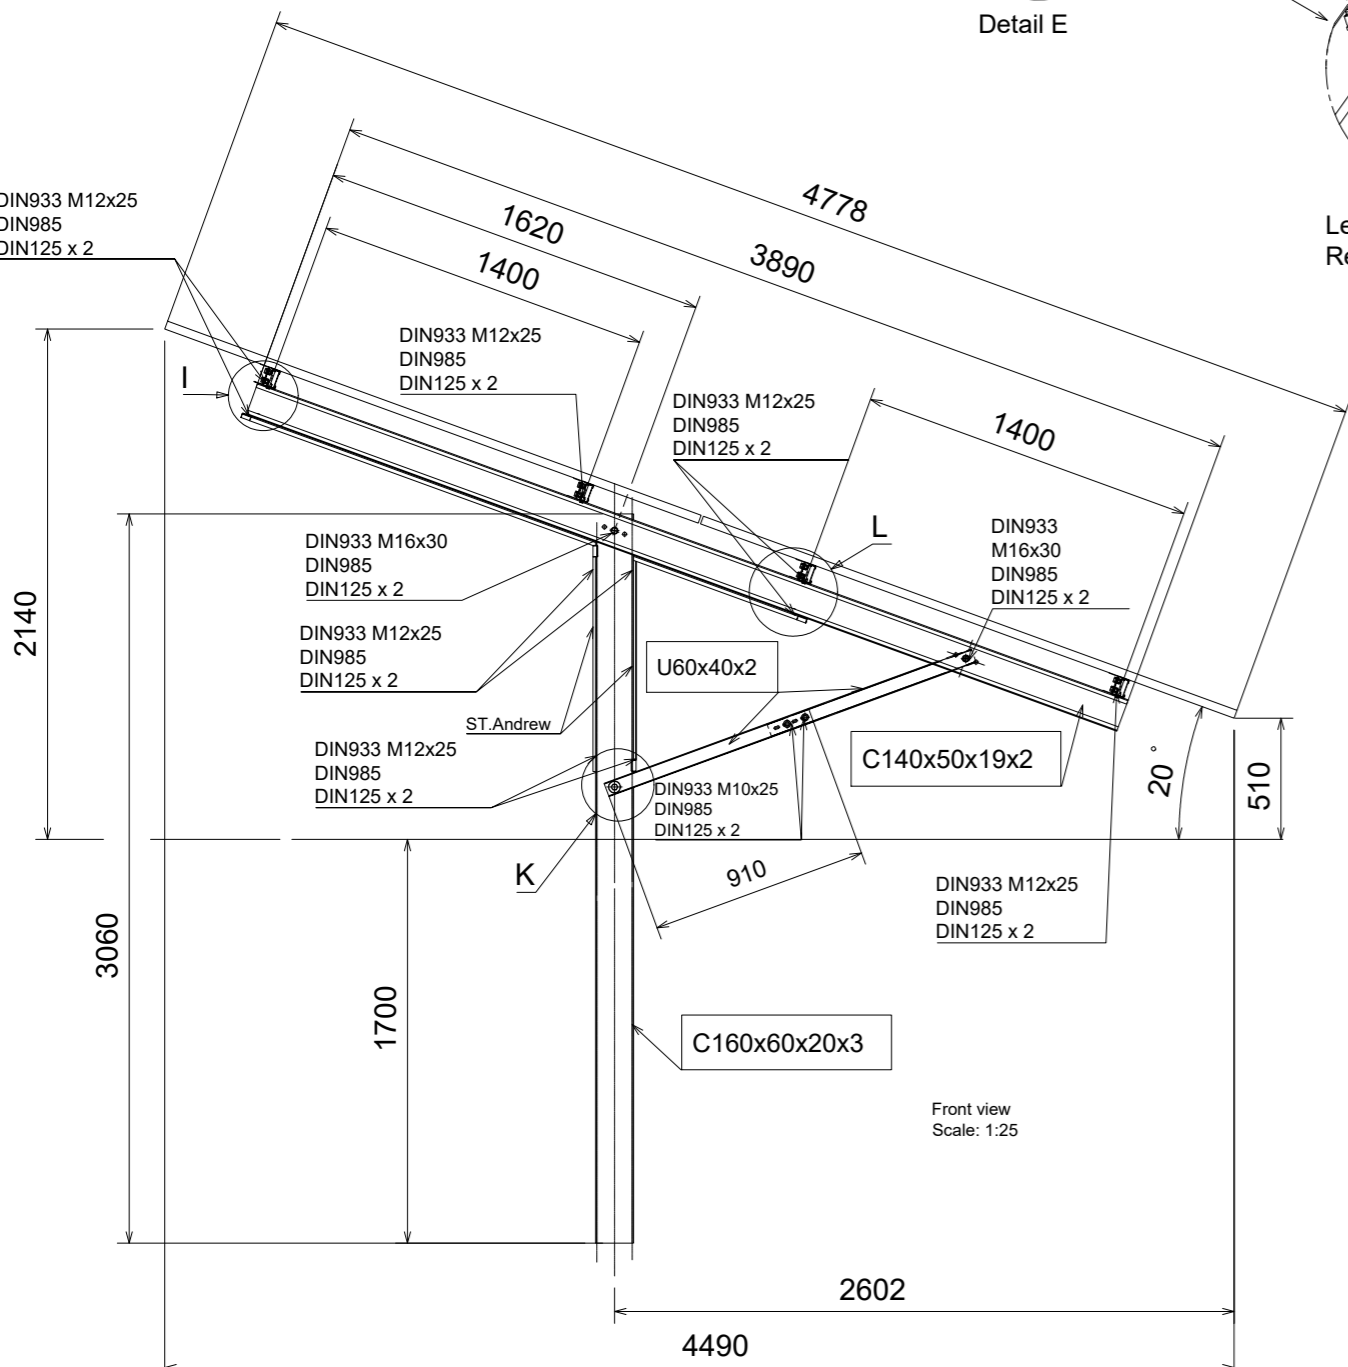 Detail E
4778
DIN933 M12x25
DIN985
DIN125 x 2
1620
3890
1400
Le
Re
DIN933 M12x25
DIN985
DIN125 x 2
I
DIN933 M12x25
DIN985
DIN125 x 2
1400
L
DIN933
M16x30
DIN985
DIN125 x 2
DIN933 M16x30
DIN985
DIN125 x 2
2140
DIN933 M12x25
DIN985
DIN125 x 2
U60x40x2
ST.Andrew
DIN933 M12x25
DIN985
DIN125 x 2
C140x50x19x2
20°
510
DIN933 M10x25
DIN985
DIN125 x 2
K
910
DIN933 M12x25
DIN985
DIN125 x 2
3060
1700
C160x60x20x3
Front view
Scale: 1:25
2602
4490